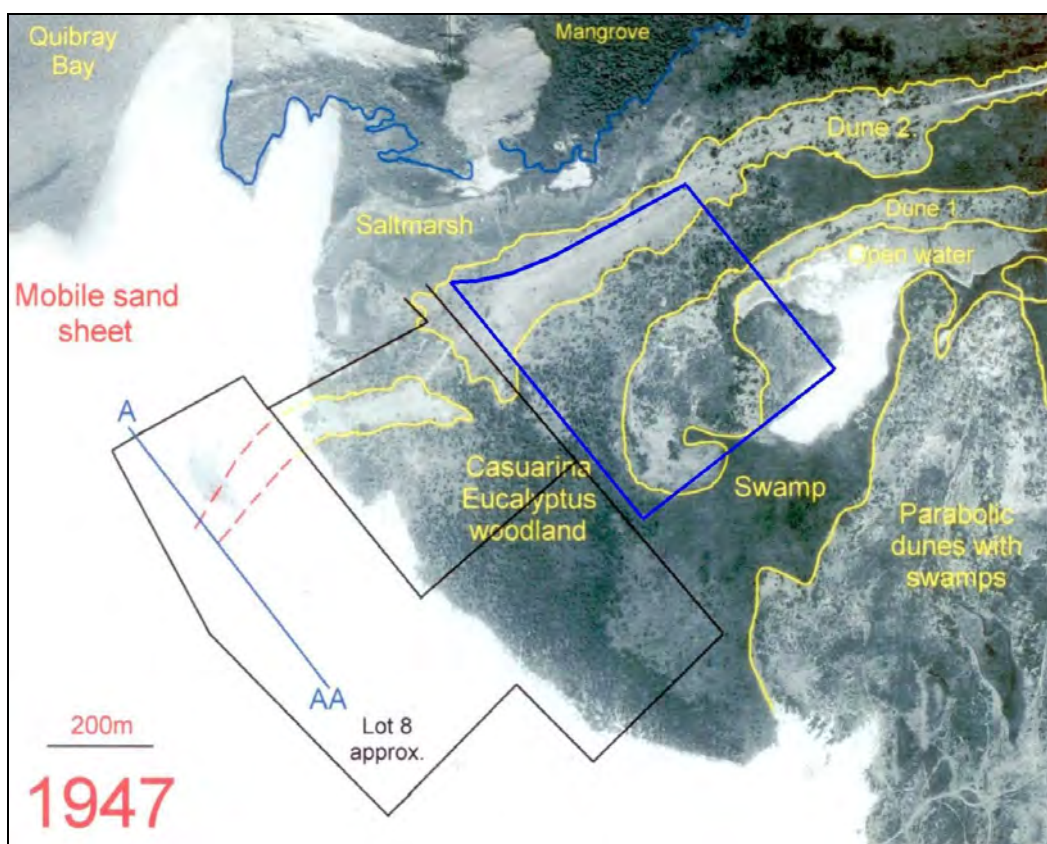 Quibray
Bay
Mangrove
Dune 2.
Dune 1
Saltmarsh
Open water
Mobile sand
sheet
A
Casuarina
Eucalyptus
woodland
Swamp
Parabolic
dunes with
swamps
AA
Lot 8
approx.
200m
1947